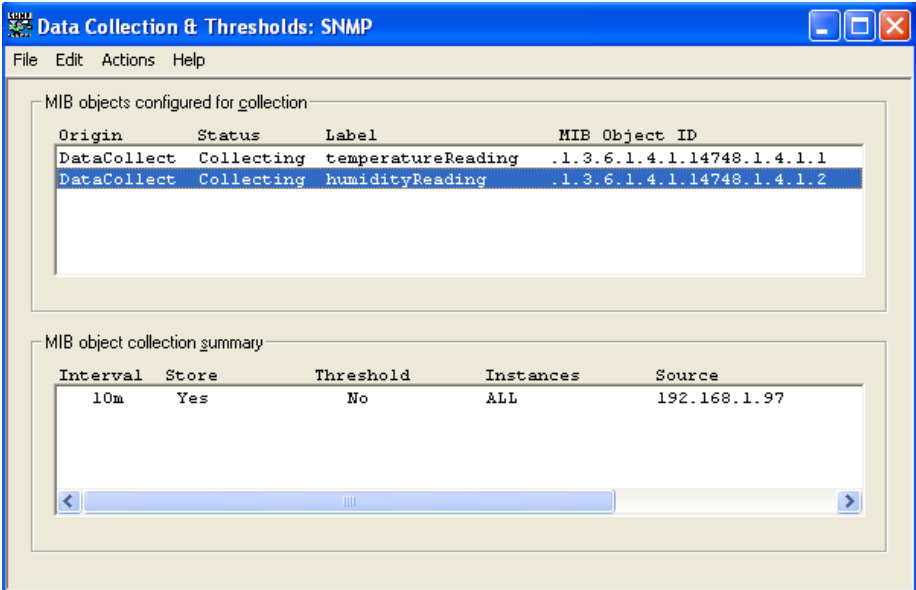 Data Collection & Thresholds: SNMP
File Edit Actions Help
MIB objects configured for collection
Origin Status Label MIB Object ID
DataCollect Collecting temperatureReading .1.3.6.1.4.1.14748.1.4.1.1
DataCollect Collecting humidityReading .1.3.6.1.4.1.14748.1.4.1.2
MIB object collection summary
Interval Store Threshold Instances Source
10m Yes No ALL 192.168.1.97